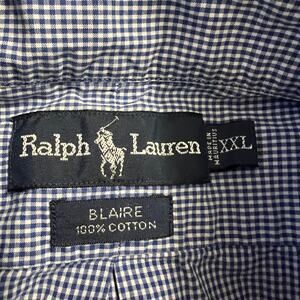 Ralph Lauren
MADE IN
MAURITIUS
XXL
BLAIRE
100% COTTON